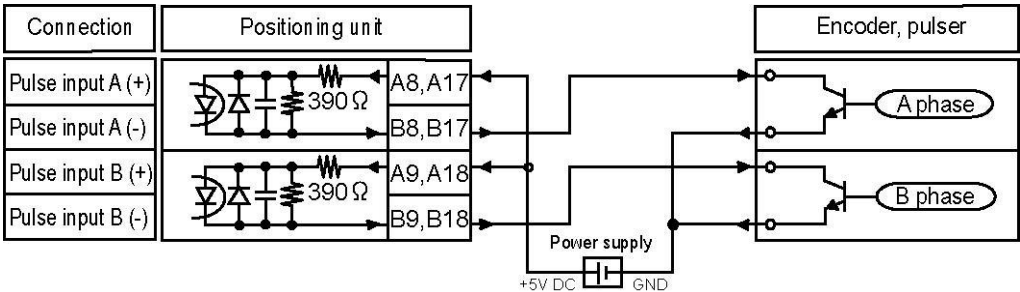 Connection
Positioning unit
Encoder, pulser
Pulse input A (+)
390 Ω
A8,A17
A phase
Pulse input A (-)
B8,B17
Pulse input B (+)
390 Ω
A9,A18
B phase
Pulse input B (-)
B9,B18
Power supply
+5V DC
GND